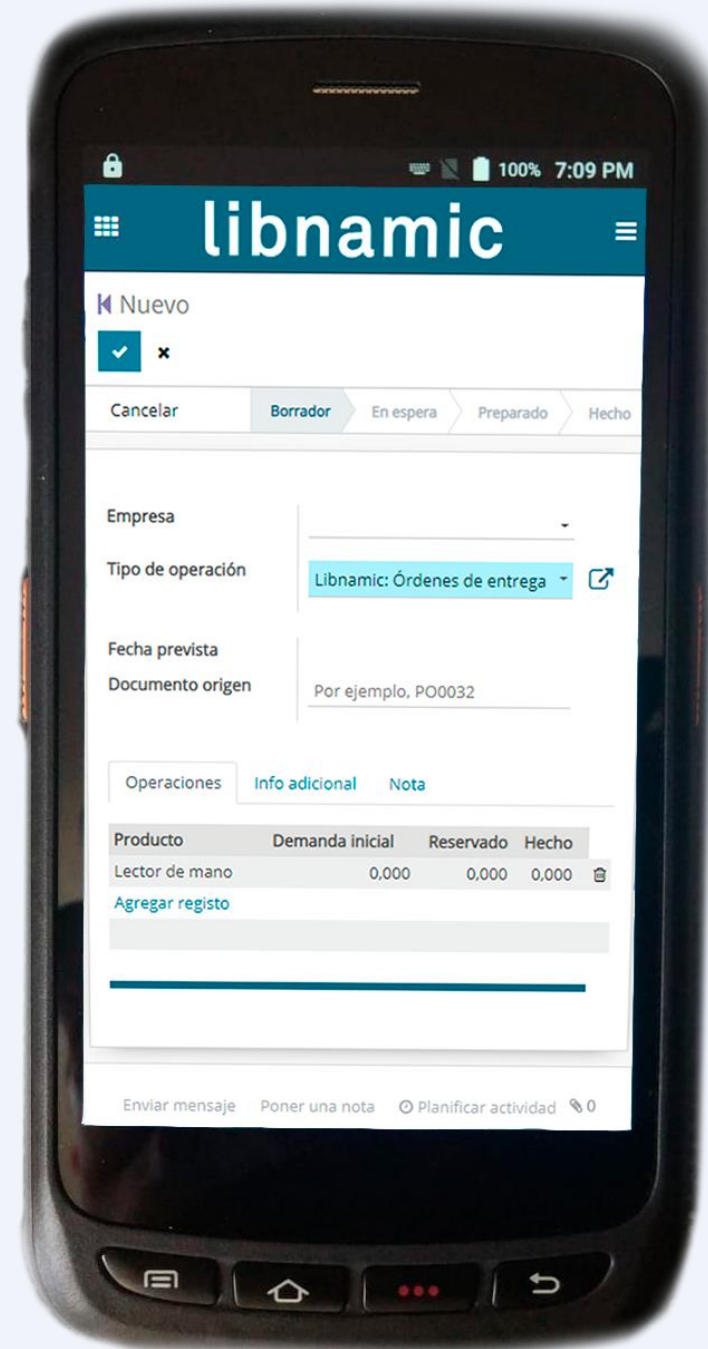 100% 7:09 PM
libnamic
Nuevo
Cancelar Borrador En espera Preparado Hecho
Empresa
Tipo de operación Libnamic: Órdenes de entrega
Fecha prevista
Documento origen Por ejemplo, PO0032
Operaciones Info adicional Nota
Producto Demanda inicial Reservado Hecho
Lector de mano 0,000 0,000 0,000
Agregar registo
Enviar mensaje Poner una nota Planificar actividad 0